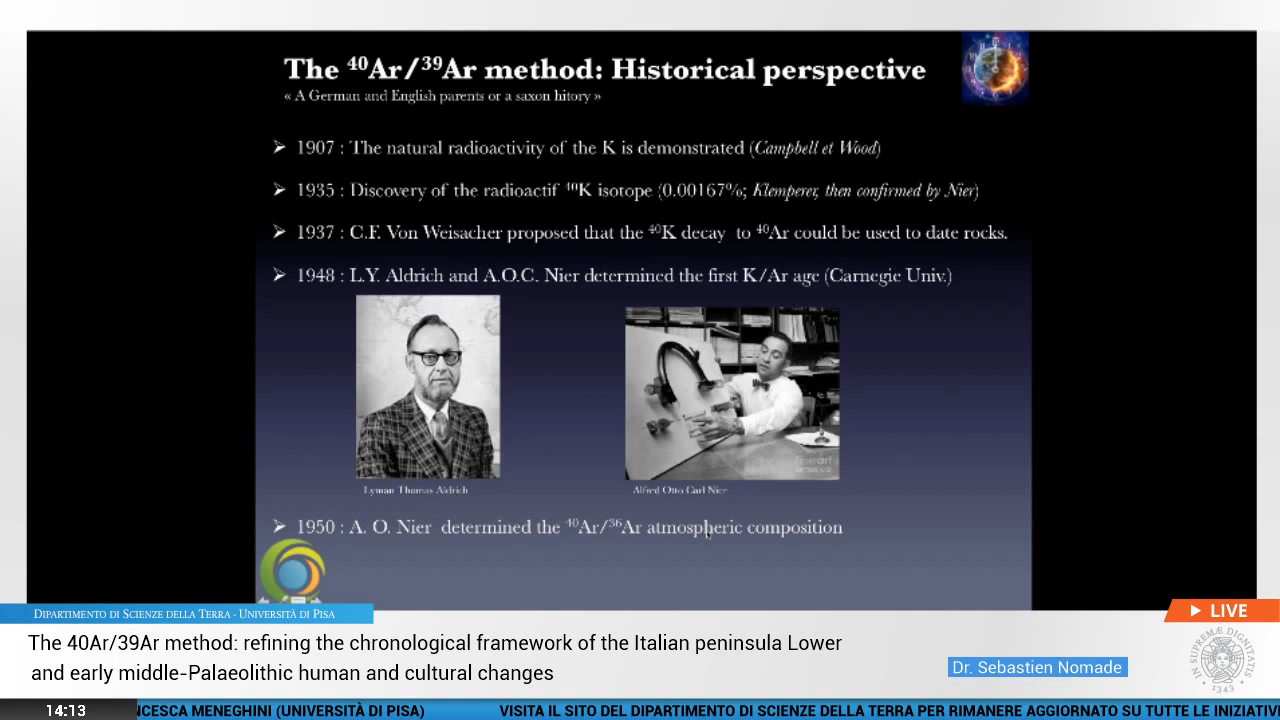 The ⁴⁰Ar/³⁹Ar method: Historical perspective
« A German and English parents or a saxon hitory »
➢ 1907 : The natural radioactivity of the K is demonstrated (Campbell et Wood)
➢ 1935 : Discovery of the radioactif ⁴⁰K isotope (0.00167%; Klemperer, then confirmed by Nier)
➢ 1937 : C.F. Von Weisacher proposed that the ⁴⁰K decay to ⁴⁰Ar could be used to date rocks.
➢ 1948 : L.Y. Aldrich and A.O.C. Nier determined the first K/Ar age (Carnegie Univ.)
Lyman Thomas Aldrich
Alfred Otto Carl Nier
➢ 1950 : A. O. Nier determined the ⁴⁰Ar/³⁶Ar atmospheric composition
DIPARTIMENTO DI SCIENZE DELLA TERRA - UNIVERSITÀ DI PISA
LIVE
The 40Ar/39Ar method: refining the chronological framework of the Italian peninsula Lower
and early middle-Palaeolithic human and cultural changes
Dr. Sebastien Nomade
IN SUPREMÆ DIGNITATIS
1343
14:13
NCESCA MENEGHINI (UNIVERSITÀ DI PISA) VISITA IL SITO DEL DIPARTIMENTO DI SCIENZE DELLA TERRA PER RIMANERE AGGIORNATO SU TUTTE LE INIZIATIV